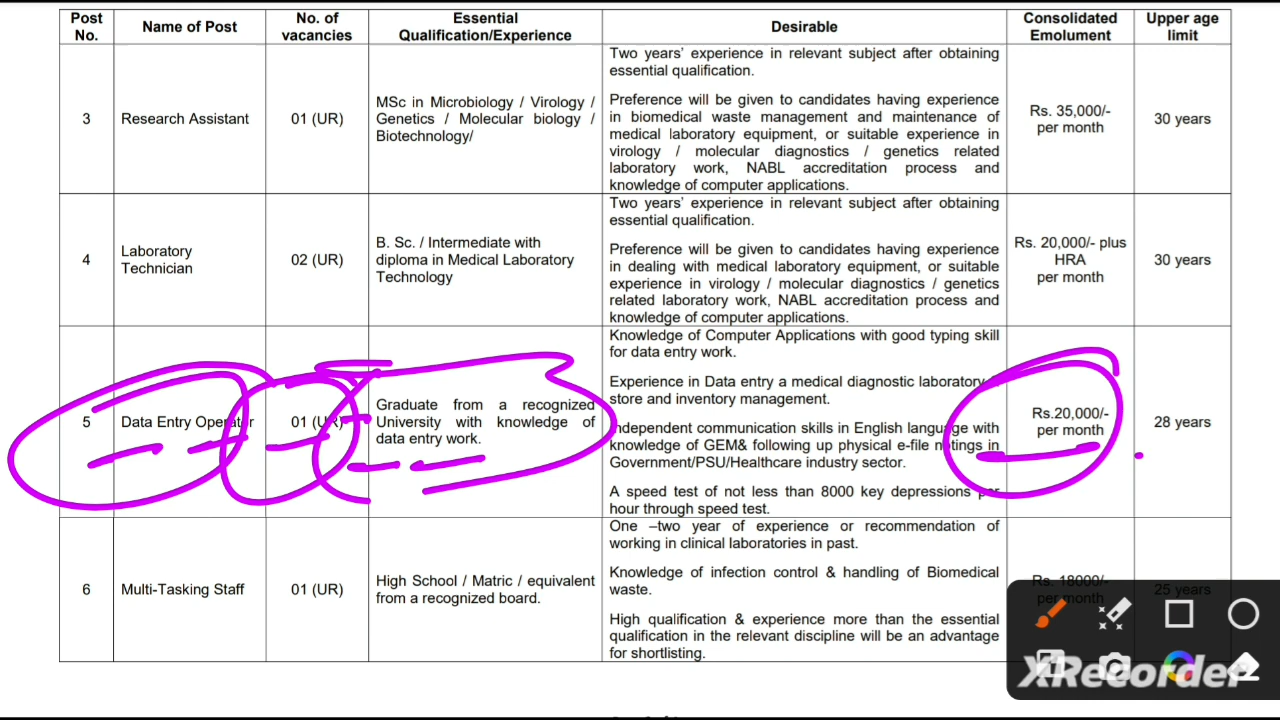 Post No. Name of Post No. of vacancies Essential Qualification/Experience Desirable Consolidated Emolument Upper age limit
3 Research Assistant 01 (UR)
MSc in Microbiology / Virology /
Genetics / Molecular biology /
Biotechnology/
Two years' experience in relevant subject after obtaining
essential qualification.
Preference will be given to candidates having experience
in biomedical waste management and maintenance of
medical laboratory equipment, or suitable experience in
virology / molecular diagnostics / genetics related
laboratory work, NABL accreditation process and
knowledge of computer applications.
Rs. 35,000/-
per month
30 years
4
Laboratory
Technician
02 (UR)
B. Sc. / Intermediate with
diploma in Medical Laboratory
Technology
Two years' experience in relevant subject after obtaining
essential qualification.
Preference will be given to candidates having experience
in dealing with medical laboratory equipment, or suitable
experience in virology / molecular diagnostics / genetics
related laboratory work, NABL accreditation process and
knowledge of computer applications.
Rs. 20,000/- plus
HRA
per month
30 years
5 Data Entry Operator 01 (UR)
Graduate from a recognized
University with knowledge of
data entry work.
Knowledge of Computer Applications with good typing skill
for data entry work.
Experience in Data entry a medical diagnostic laboratory
store and inventory management.
Independent communication skills in English language with
knowledge of GEM& following up physical e-file notings in
Government/PSU/Healthcare industry sector.
A speed test of not less than 8000 key depressions per
hour through speed test.
Rs.20,000/-
per month
28 years
6 Multi-Tasking Staff 01 (UR)
High School / Matric / equivalent
from a recognized board.
One –two year of experience or recommendation of
working in clinical laboratories in past.
Knowledge of infection control & handling of Biomedical
waste.
High qualification & experience more than the essential
qualification in the relevant discipline will be an advantage
for shortlisting.
Rs. 18000/-
per month
25 years
XRecorder